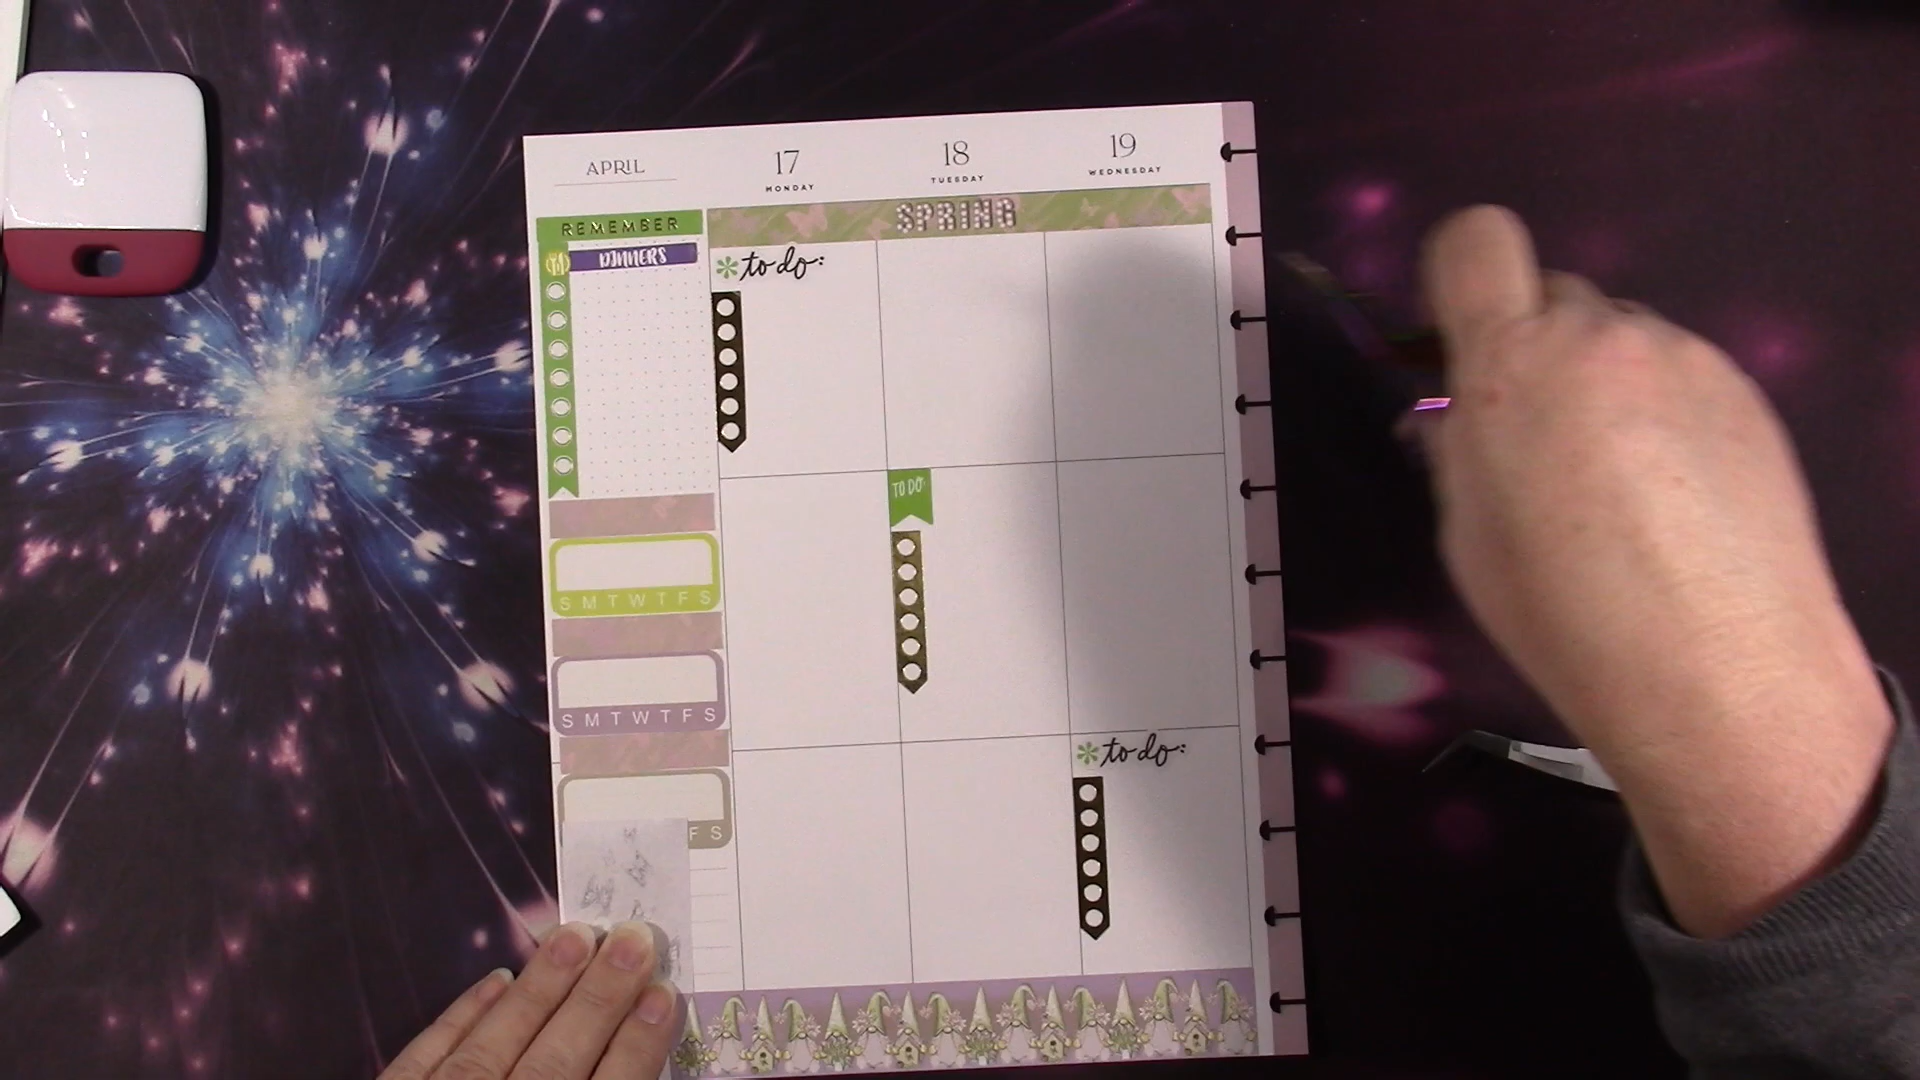 APRIL
17
MONDAY
18
TUESDAY
19
WEDNESDAY
SPRING
REMEMBER
DINNERS
to do:
TO DO
S M T W T F S
S M T W T F S
to do:
F S